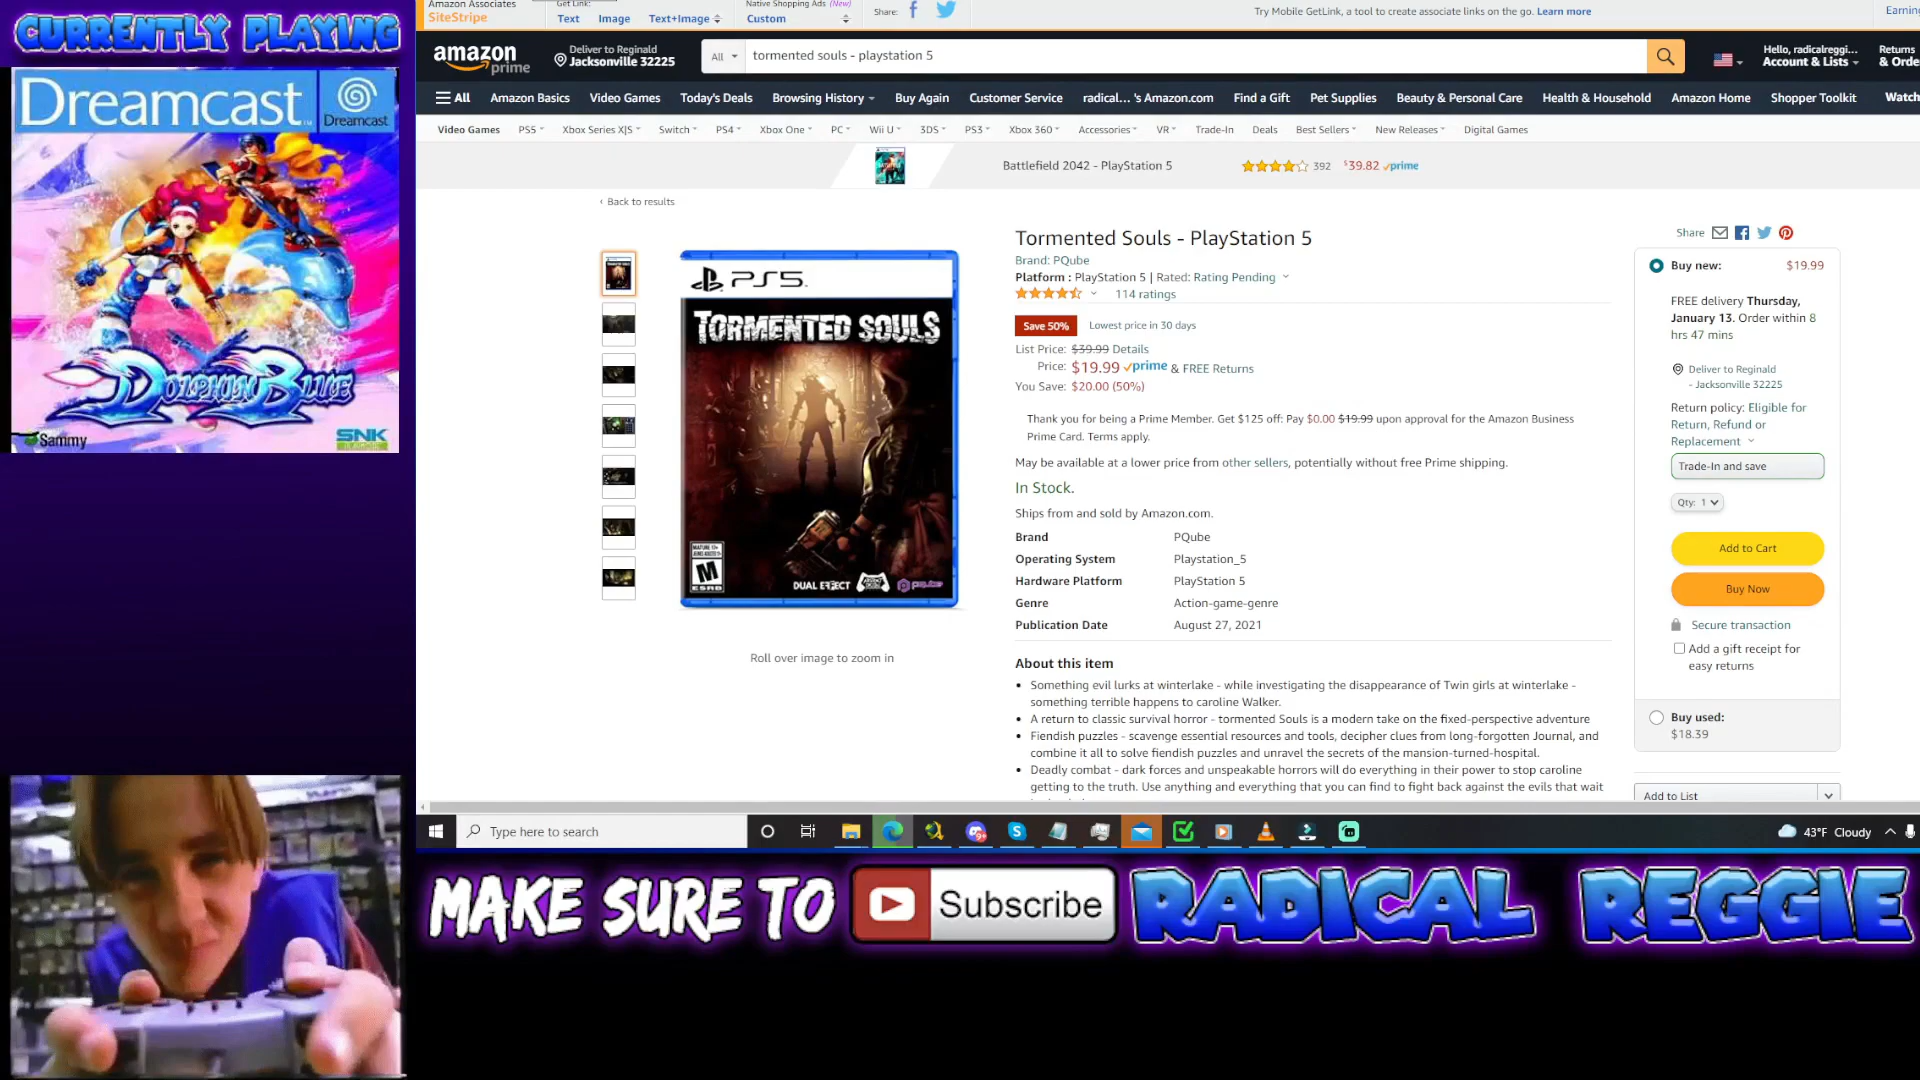 CURRENTLY PLAYING
Dreamcast
Dreamcast
DOLPHIN BLUE
Sammy
SNK
Amazon Associates
SiteStripe
Get Link:
Text Image Text+Image
Native Shopping Ads (New)
Custom
Share:
Try Mobile GetLink, a tool to create associate links on the go. Learn more
amazon
prime
Deliver to Reginald
Jacksonville 32225
All
tormented souls - playstation 5
Hello, radicalreggi...
Account & Lists
Returns
All Amazon Basics Video Games Today's Deals Browsing History Buy Again Customer Service radical... 's Amazon.com Find a Gift Pet Supplies Beauty & Personal Care Health & Household Amazon Home Shopper Toolkit
Video Games PS5 Xbox Series X|S Switch PS4 Xbox One PC Wii U 3DS PS3 Xbox 360 Accessories VR Trade-In Deals Best Sellers New Releases Digital Games
Battlefield 2042 - PlayStation 5 392 $39.82 prime
‹ Back to results
PS5
TORMENTED SOULS
MATURE 17+
M
ESRB
DUAL EFFECT
PQube
Roll over image to zoom in
Tormented Souls - PlayStation 5
Brand: PQube
Platform : PlayStation 5 | Rated: Rating Pending
114 ratings
Save 50% Lowest price in 30 days
List Price: $39.99 Details
Price: $19.99 prime & FREE Returns
You Save: $20.00 (50%)
Thank you for being a Prime Member. Get $125 off: Pay $0.00 $19.99 upon approval for the Amazon Business
Prime Card. Terms apply.
May be available at a lower price from other sellers, potentially without free Prime shipping.
In Stock.
Ships from and sold by Amazon.com.
Brand PQube
Operating System Playstation_5
Hardware Platform PlayStation 5
Genre Action-game-genre
Publication Date August 27, 2021
About this item
• Something evil lurks at winterlake - while investigating the disappearance of Twin girls at winterlake -
something terrible happens to caroline Walker.
• A return to classic survival horror - tormented Souls is a modern take on the fixed-perspective adventure
• Fiendish puzzles - scavenge essential resources and tools, decipher clues from long-forgotten Journal, and
combine it all to solve fiendish puzzles and unravel the secrets of the mansion-turned-hospital.
• Deadly combat - dark forces and unspeakable horrors will do everything in their power to stop caroline
getting to the truth. Use anything and everything that you can find to fight back against the evils that wait
Share
Buy new: $19.99
FREE delivery Thursday,
January 13. Order within 8
hrs 47 mins
Deliver to Reginald
- Jacksonville 32225
Return policy: Eligible for
Return, Refund or
Replacement
Trade-In and save
Qty: 1
Add to Cart
Buy Now
Secure transaction
Add a gift receipt for
easy returns
Buy used:
$18.39
Add to List
Type here to search
43°F Cloudy
MAKE SURE TO Subscribe RADICAL REGGIE